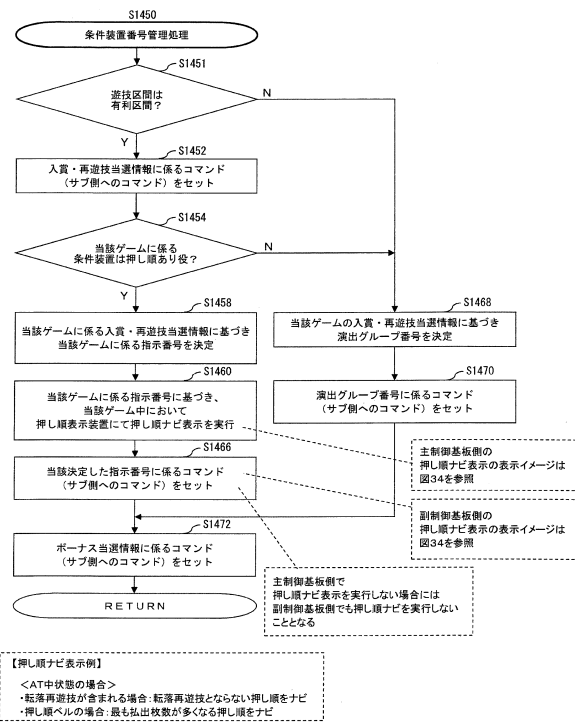 S1450
条件装置番号管理処理
S1451
遊技区間は
有利区間？
N
Y
S1452
入賞・再遊技当選情報に係るコマンド
（サブ側へのコマンド）をセット
S1454
当該ゲームに係る
条件装置は押し順あり役？
N
Y
S1458
当該ゲームに係る入賞・再遊技当選情報に基づき
当該ゲームに係る指示番号を決定
S1468
当該ゲームの入賞・再遊技当選情報に基づき
演出グループ番号を決定
S1460
当該ゲームに係る指示番号に基づき、
当該ゲーム中において
押し順表示装置にて押し順ナビ表示を実行
S1470
演出グループ番号に係るコマンド
（サブ側へのコマンド）をセット
S1466
当該決定した指示番号に係るコマンド
（サブ側へのコマンド）をセット
主制御基板側の
押し順ナビ表示の表示イメージは
図34を参照
副制御基板側の
押し順ナビ表示の表示イメージは
図34を参照
S1472
ボーナス当選情報に係るコマンド
（サブ側へのコマンド）をセット
主制御基板側で
押し順ナビ表示を実行しない場合には
副制御基板側でも押し順ナビを実行しない
こととなる
RETURN
【押し順ナビ表示例】
＜AT中状態の場合＞
・転落再遊技が含まれる場合：転落再遊技とならない押し順をナビ
・押し順ベルの場合：最も払出枚数が多くなる押し順をナビ